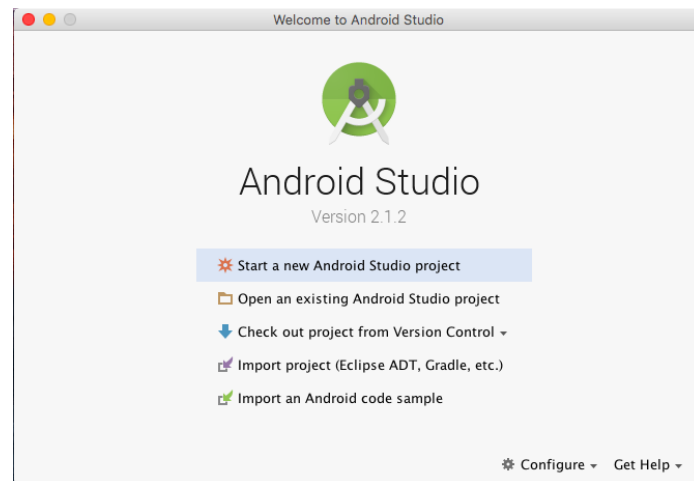 Welcome to Android Studio
Android Studio
Version 2.1.2
Start a new Android Studio project
Open an existing Android Studio project
Check out project from Version Control
Import project (Eclipse ADT, Gradle, etc.)
Import an Android code sample
Configure Get Help